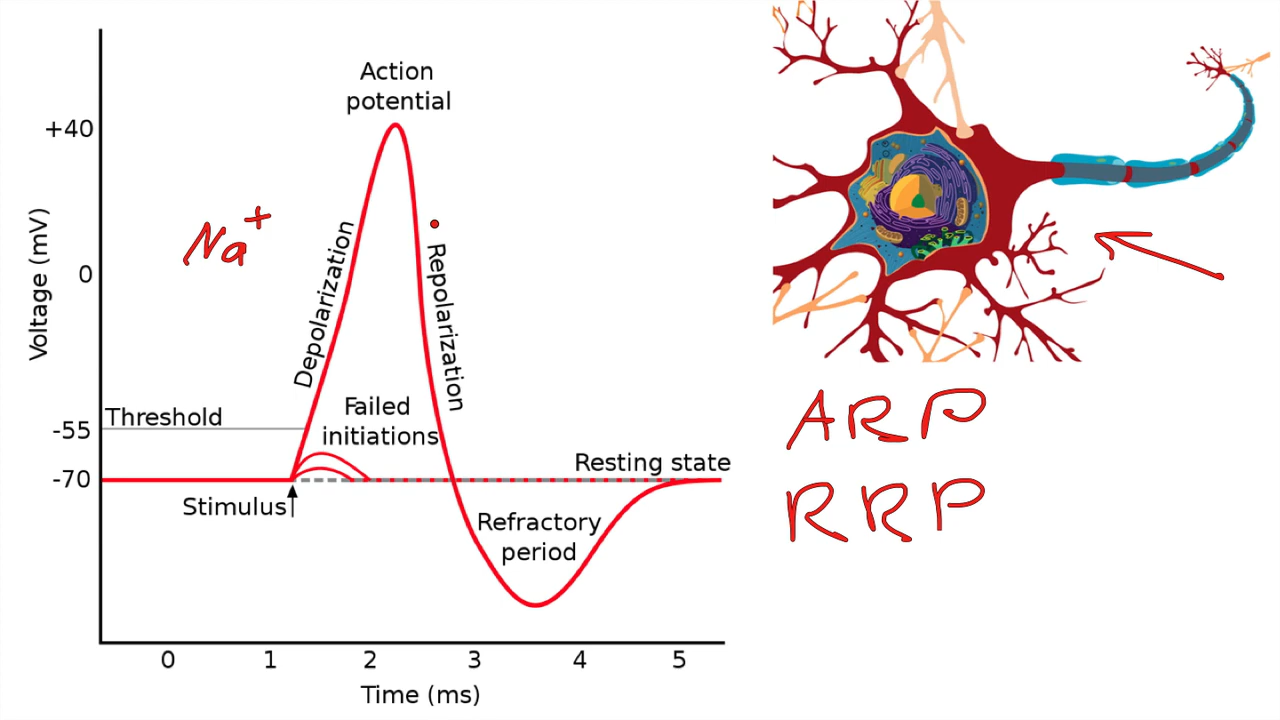 Action
potential
+40
Na+
Voltage (mV)
0
Depolarization
Repolarization
Failed
initiations
Threshold
-55
-70
Resting state
Stimulus
Refractory
period
0 1 2 3 4 5
Time (ms)
ARP
RRP